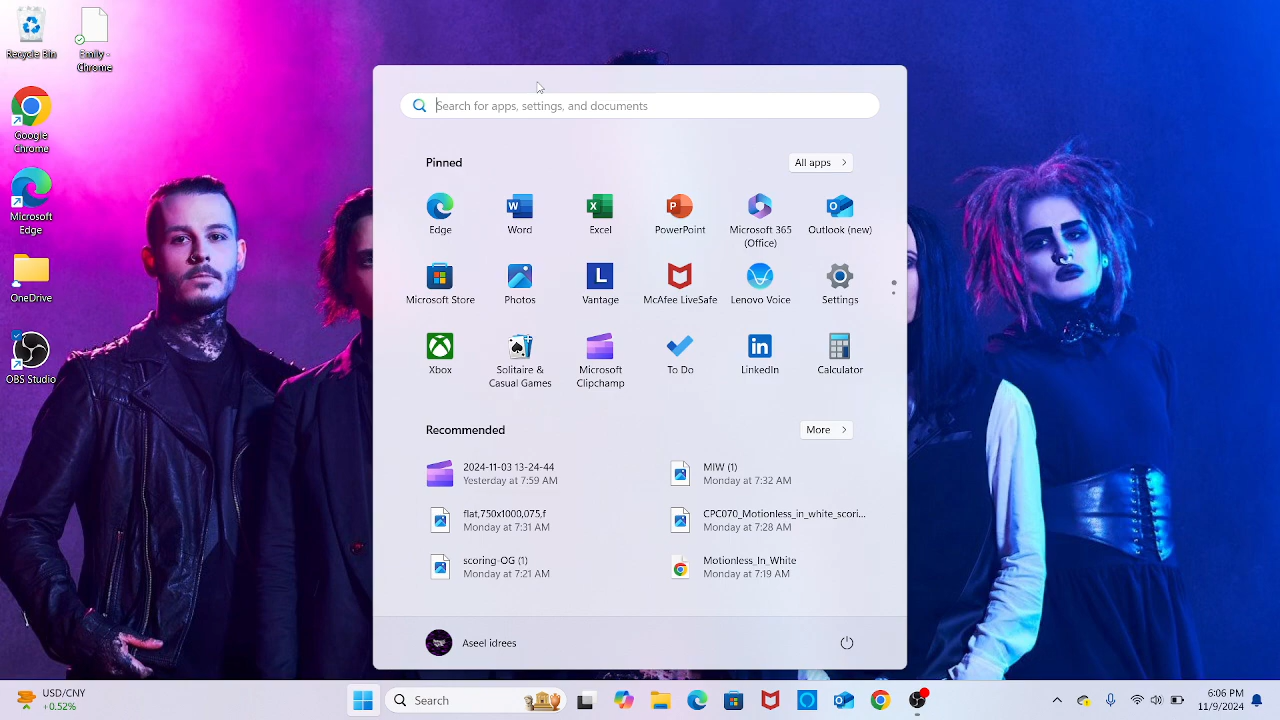 Recycle Bin
Emily -
Chrome
Google
Chrome
Microsoft
Edge
OneDrive
OBS Studio
Search for apps, settings, and documents
Pinned
All apps
Edge
Word
Excel
PowerPoint
Microsoft 365
(Office)
Outlook (new)
Microsoft Store
Photos
Vantage
McAfee LiveSafe
Lenovo Voice
Settings
Xbox
Solitaire &
Casual Games
Microsoft
Clipchamp
To Do
LinkedIn
Calculator
Recommended
More
2024-11-03 13-24-44
Yesterday at 7:59 AM
MIW (1)
Monday at 7:32 AM
flat,750x1000,075,f
Monday at 7:31 AM
CPC070_Motionless_in_white_scori...
Monday at 7:28 AM
scoring-OG (1)
Monday at 7:21 AM
Motionless_In_White
Monday at 7:19 AM
Aseel idrees
USD/CNY
+0.52%
Search
6:06 PM
11/9/2024